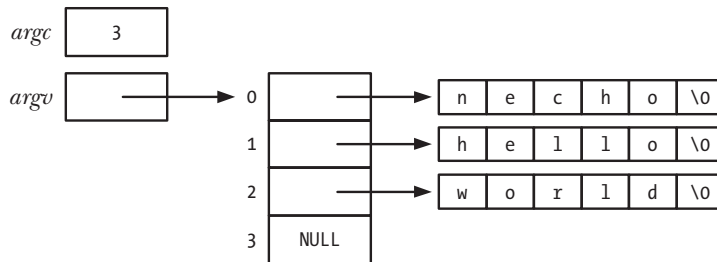 argc 3
argv 0 n e c h o \0
1 h e l l o \0
2 w o r l d \0
3 NULL